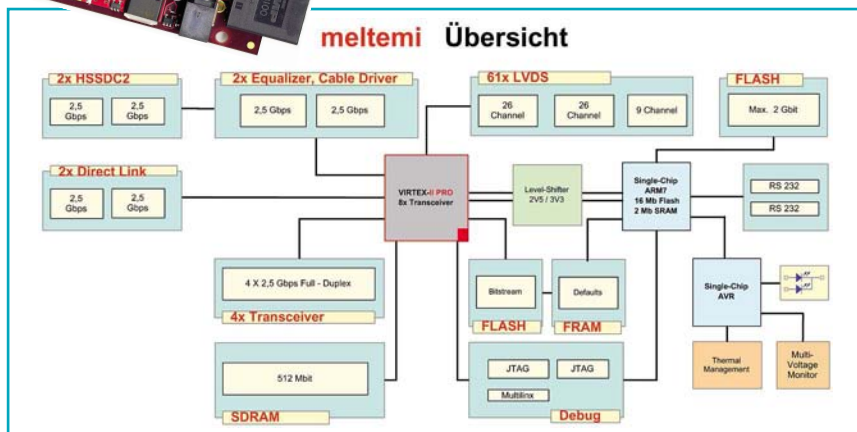 meltemi Übersicht
2x HSSDC2
2,5
Gbps
2,5
Gbps
2x Equalizer, Cable Driver
2,5 Gbps
2,5 Gbps
61x LVDS
26
Channel
26
Channel
9 Channel
FLASH
Max. 2 Gbit
2x Direct Link
2,5
Gbps
2,5
Gbps
VIRTEX-II PRO
8x Transceiver
Level-Shifter
2V5 / 3V3
Single-Chip
ARM7
16 Mb Flash
2 Mb SRAM
RS 232
RS 232
4 X 2,5 Gbps Full - Duplex
4x Transceiver
Bitstream
FLASH
Defaults
FRAM
Single-Chip
AVR
512 Mbit
SDRAM
JTAG
JTAG
Multilinx
Debug
Thermal
Management
Multi-
Voltage
Monitor